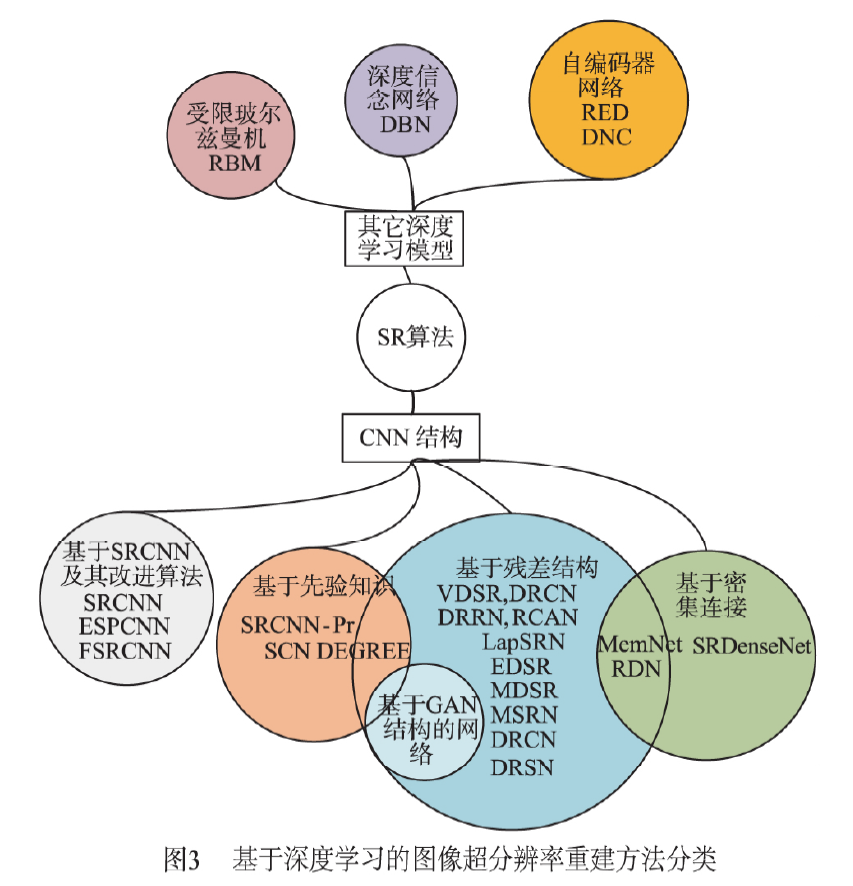 受限玻尔
兹曼机
RBM
深度信
念网络
DBN
自编码器
网络
RED
DNC
其它深度
学习模型
SR算法
CNN 结构
基于SRCNN
及其改进算法
SRCNN
ESPCNN
FSRCNN
基于先验知识
SRCNN-Pr
SCN DEGREE
基于GAN
结构的网
络
基于残差结构
VDSR,DRCN
DRRN,RCAN
LapSRN
EDSR
MDSR
MSRN
DRCN
DRSN
基于密
集连接
McmNet SRDenseNet
RDN
图3 基于深度学习的图像超分辨率重建方法分类